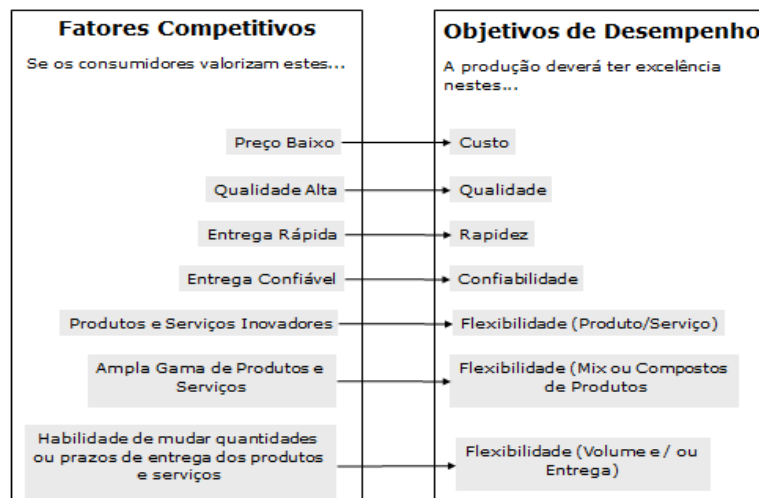 Fatores Competitivos
Se os consumidores valorizam estes...
Preço Baixo
Qualidade Alta
Entrega Rápida
Entrega Confiável
Produtos e Serviços Inovadores
Ampla Gama de Produtos e
Serviços
Habilidade de mudar quantidades
ou prazos de entrega dos produtos
e serviços
Objetivos de Desempenho
A produção deverá ter excelência
nestes...
Custo
Qualidade
Rapidez
Confiabilidade
Flexibilidade (Produto/Serviço)
Flexibilidade (Mix ou Compostos
de Produtos
Flexibilidade (Volume e / ou
Entrega)